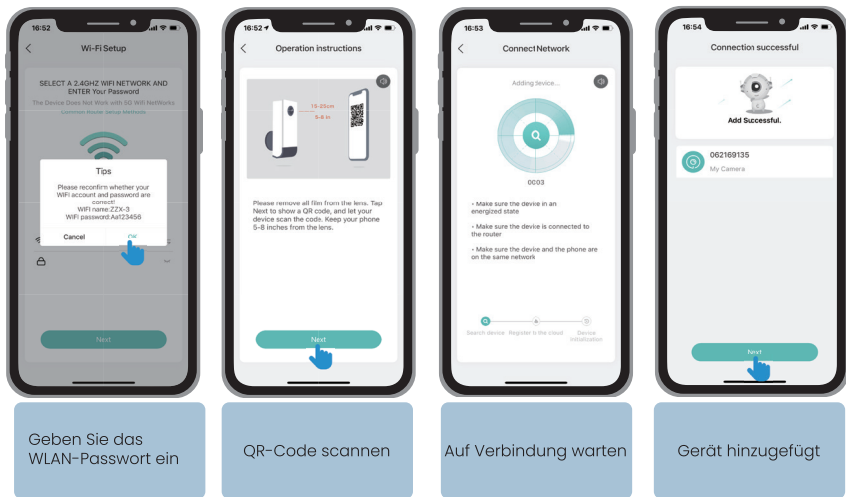 16:52
Wi-Fi Setup
SELECT A 2.4GHZ WIFI NETWORK AND
ENTER Your Password
The Device Does Not Work with 5G Wifi NetWorks
Common Router Setup Methods
Tips
Please reconfirm whether your
WiFi account and password are
correct!
WIFI name:ZZX-3
WiFi password:Aa123456
Cancel
Next
Geben Sie das
WLAN-Passwort ein
16:52
Operation instructions
15-20cm
5-8 in
Please remove all film from the lens. Tap
Next to show a QR code, and let your
device scan the code. Keep your phone
5-8 inches from the lens.
Next
QR-Code scannen
16:53
Connect Network
Adding device...
0:03
• Make sure the device in an
energized state
• Make sure the device is connected to
the router
• Make sure the device and the phone are
on the same network
Search device Register to the cloud Device
Initialization
Auf Verbindung warten
16:54
Connection successful
Add Successful.
062169135
My Camera
Next
Gerät hinzugefügt